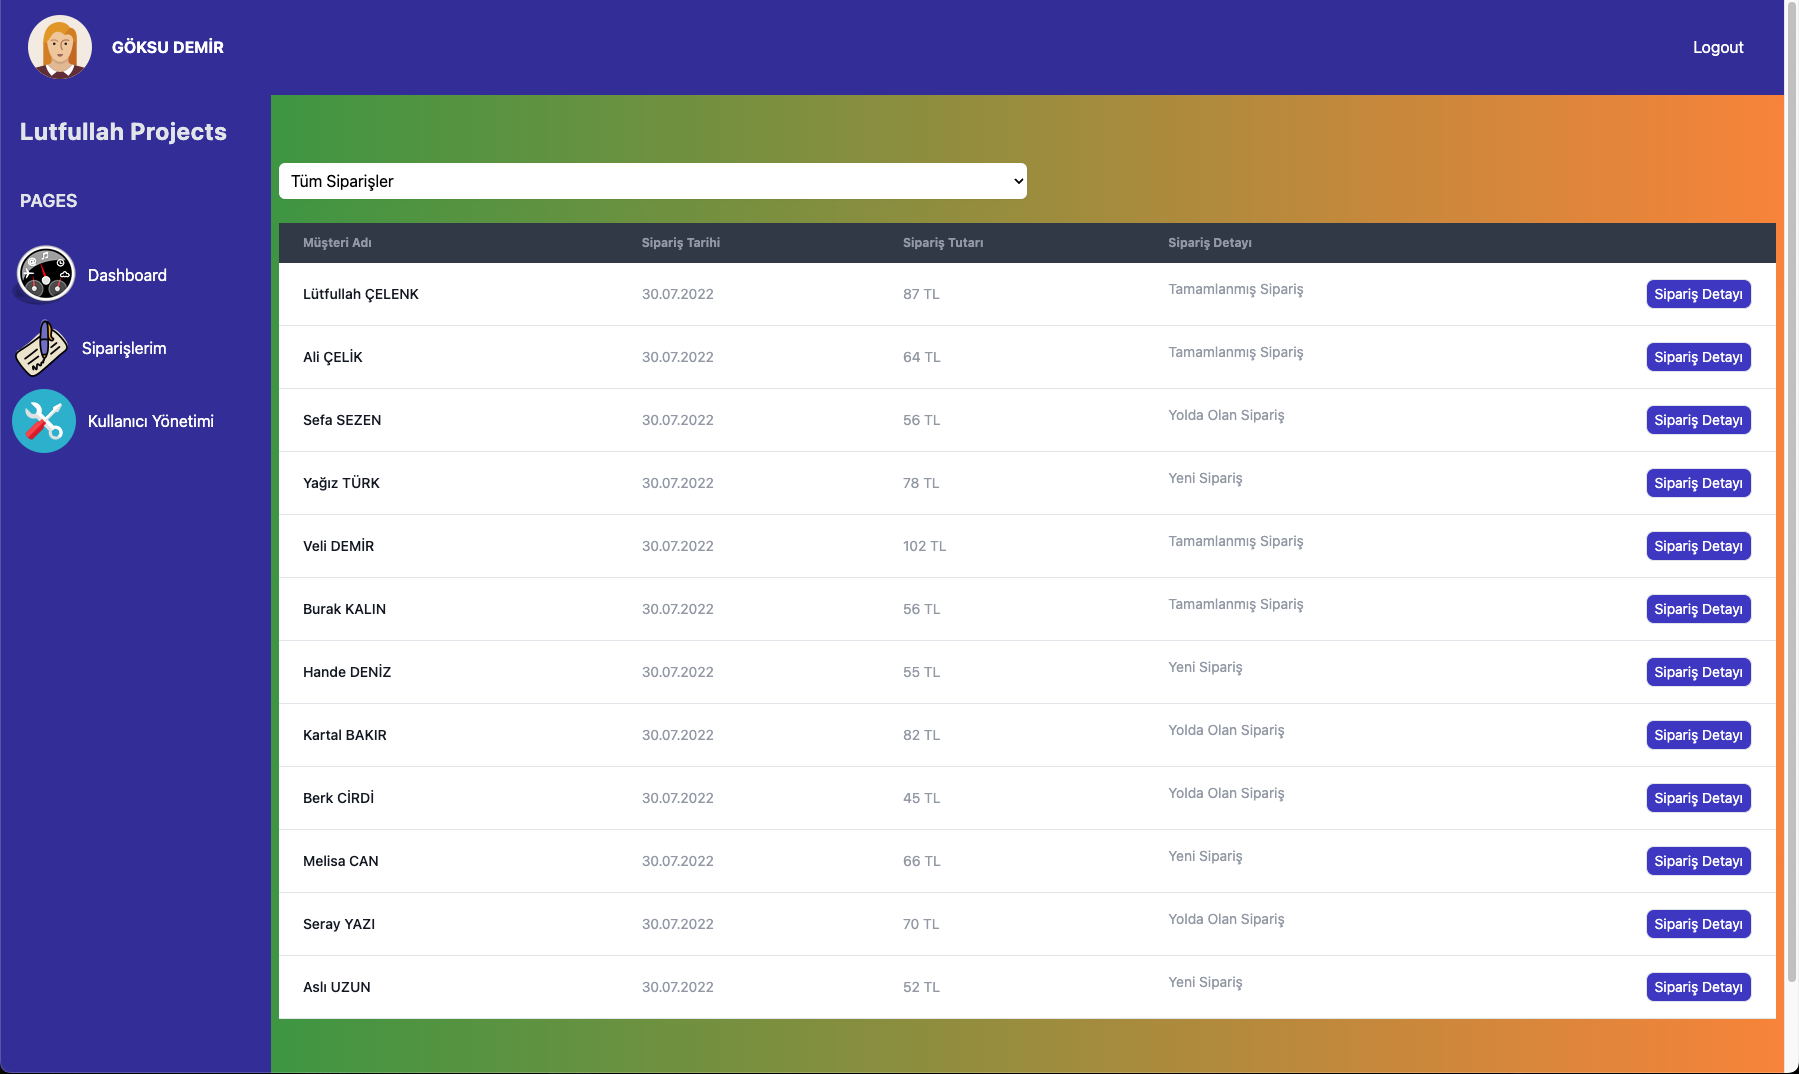 GÖKSU DEMİR
Logout
Lutfullah Projects
PAGES
Dashboard
Siparişlerim
Kullanıcı Yönetimi
Tüm Siparişler
Müşteri Adı Sipariş Tarihi Sipariş Tutarı Sipariş Detayı
Lütfullah ÇELENK 30.07.2022 87 TL Tamamlanmış Sipariş Sipariş Detayı
Ali ÇELİK 30.07.2022 64 TL Tamamlanmış Sipariş Sipariş Detayı
Sefa SEZEN 30.07.2022 56 TL Yolda Olan Sipariş Sipariş Detayı
Yağız TÜRK 30.07.2022 78 TL Yeni Sipariş Sipariş Detayı
Veli DEMİR 30.07.2022 102 TL Tamamlanmış Sipariş Sipariş Detayı
Burak KALIN 30.07.2022 56 TL Tamamlanmış Sipariş Sipariş Detayı
Hande DENİZ 30.07.2022 55 TL Yeni Sipariş Sipariş Detayı
Kartal BAKIR 30.07.2022 82 TL Yolda Olan Sipariş Sipariş Detayı
Berk CİRDİ 30.07.2022 45 TL Yolda Olan Sipariş Sipariş Detayı
Melisa CAN 30.07.2022 66 TL Yeni Sipariş Sipariş Detayı
Seray YAZI 30.07.2022 70 TL Yolda Olan Sipariş Sipariş Detayı
Aslı UZUN 30.07.2022 52 TL Yeni Sipariş Sipariş Detayı